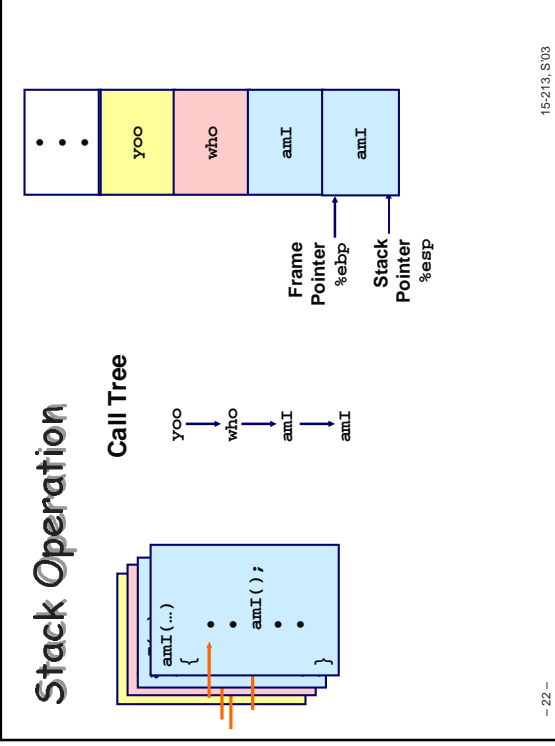 Stack Operation
amI(…)
{
•
•
amI();
•
•
}
Call Tree
yoo
who
amI
amI
Frame
Pointer
%ebp
Stack
Pointer
%esp
•
•
•
yoo
who
amI
amI
– 22 –
15-213, S'03